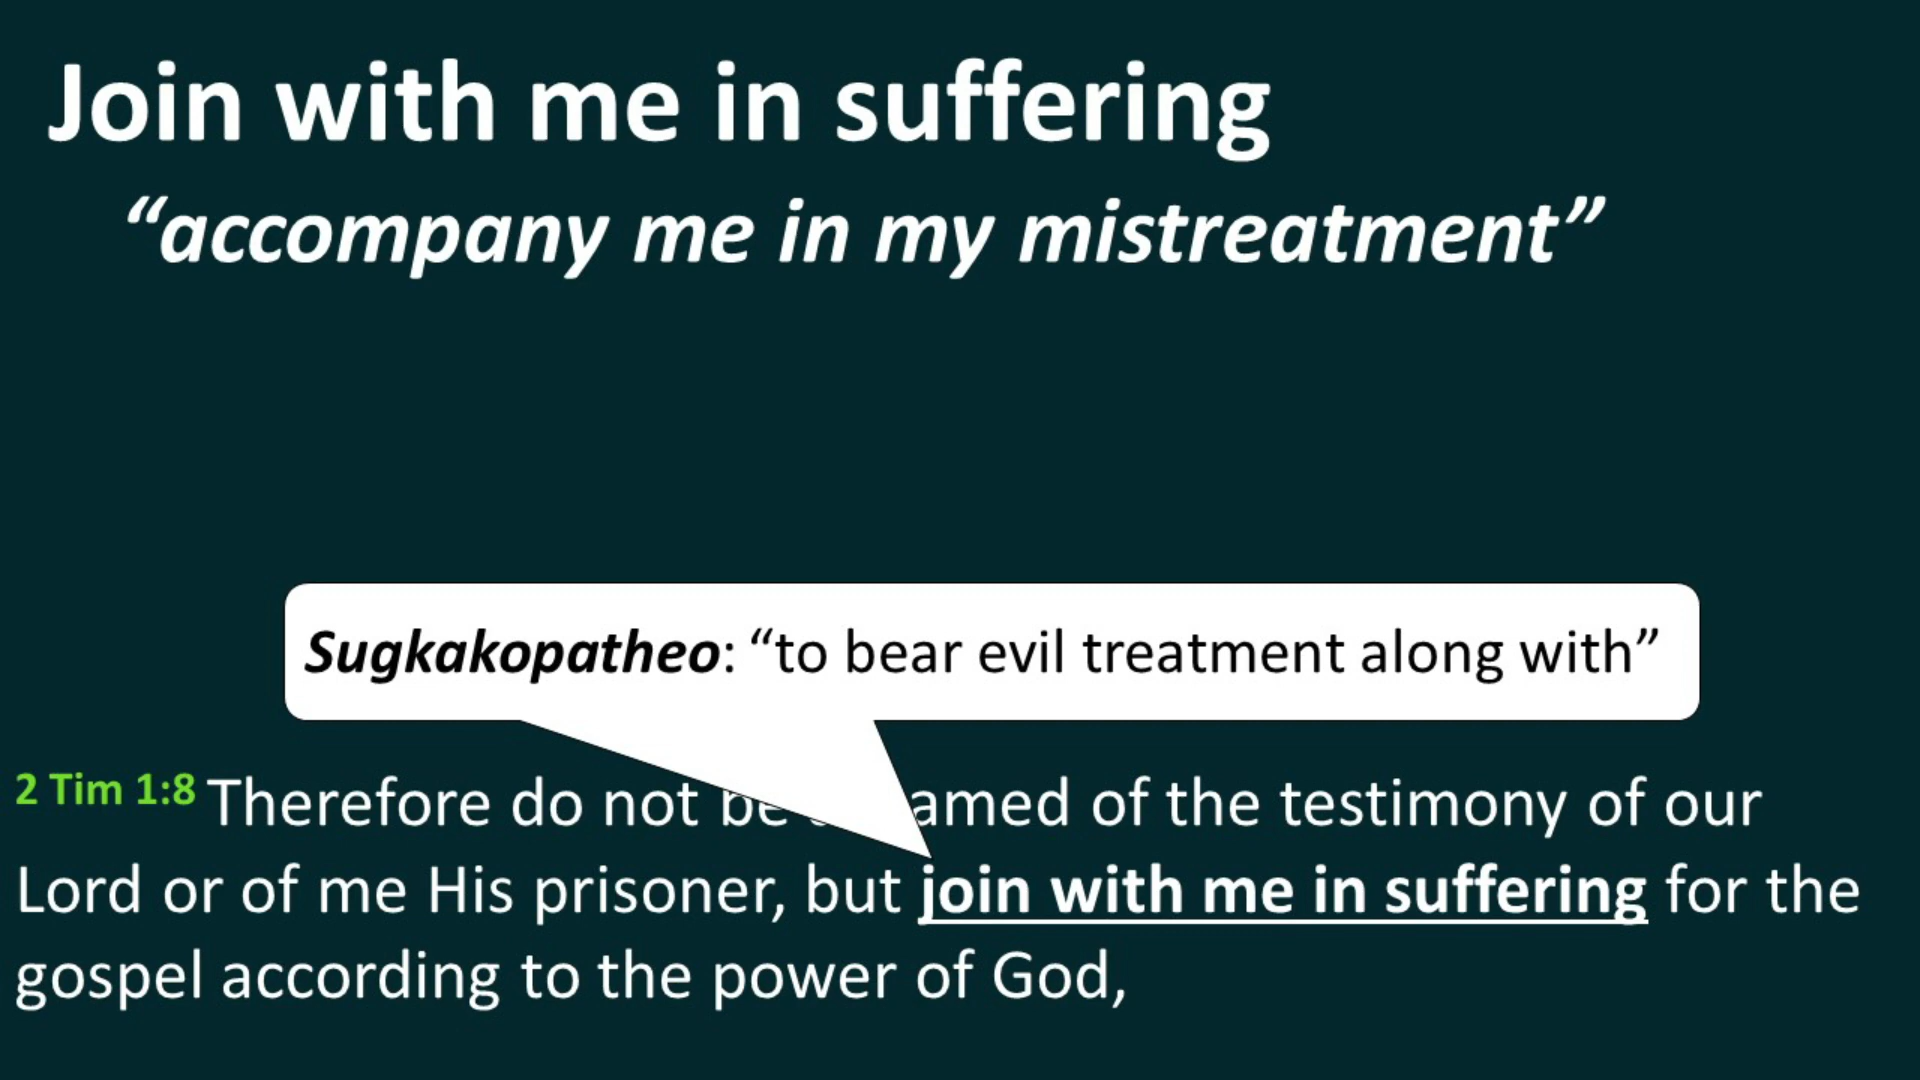 Join with me in suffering
“accompany me in my mistreatment”
Sugkakopatheo: “to bear evil treatment along with”
2 Tim 1:8 Therefore do not be amed of the testimony of our
Lord or of me His prisoner, but join with me in suffering for the
gospel according to the power of God,